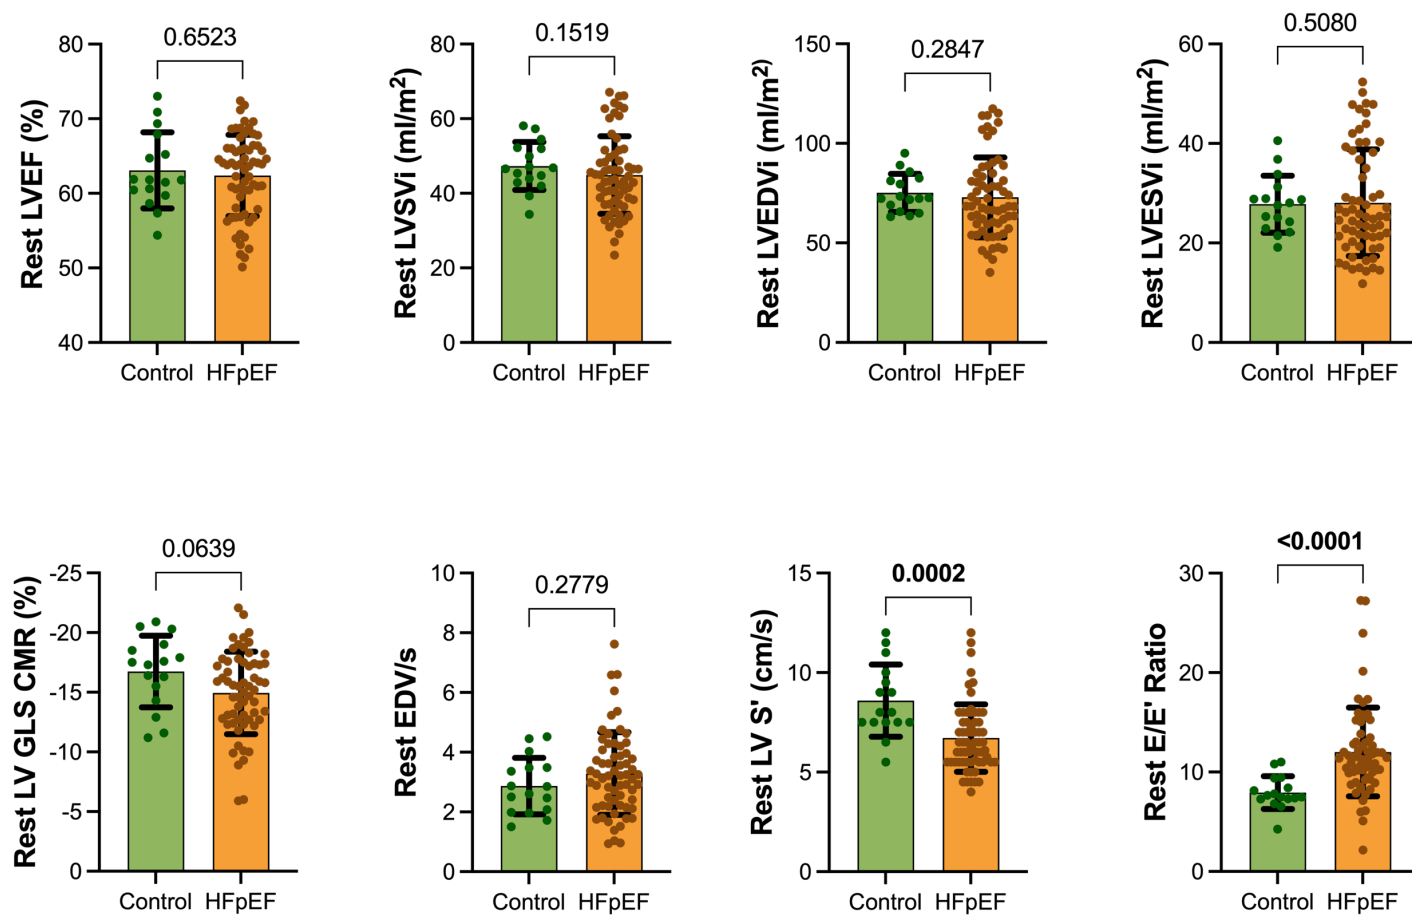 0.6523
Rest LVEF (%)
80
70
60
50
40
Control HFpEF
0.1519
Rest LVSVi (ml/m²)
80
60
40
20
0
Control HFpEF
0.2847
Rest LVEDVi (ml/m²)
150
100
50
0
Control HFpEF
0.5080
Rest LVESVi (ml/m²)
60
40
20
0
Control HFpEF
0.0639
Rest LV GLS CMR (%)
-25
-20
-15
-10
-5
0
Control HFpEF
0.2779
Rest EDV/s
10
8
6
4
2
0
Control HFpEF
0.0002
Rest LV S' (cm/s)
15
10
5
0
Control HFpEF
<0.0001
Rest E/E' Ratio
30
20
10
0
Control HFpEF